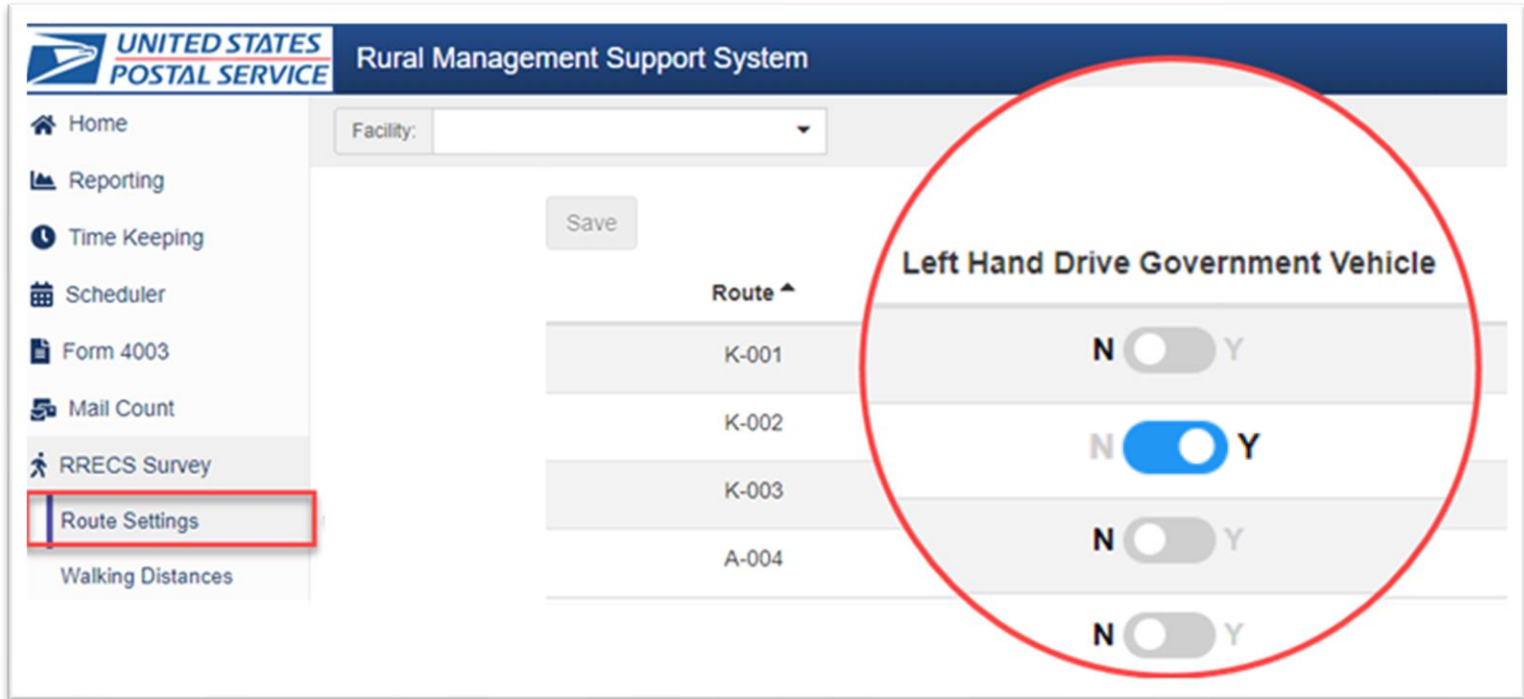 UNITED STATES
POSTAL SERVICE
Rural Management Support System
Home
Reporting
Time Keeping
Scheduler
Form 4003
Mail Count
RRECS Survey
Route Settings
Walking Distances
Facility:
Save
Route
Left Hand Drive Government Vehicle
K-001
N Y
K-002
N Y
K-003
N Y
A-004
N Y